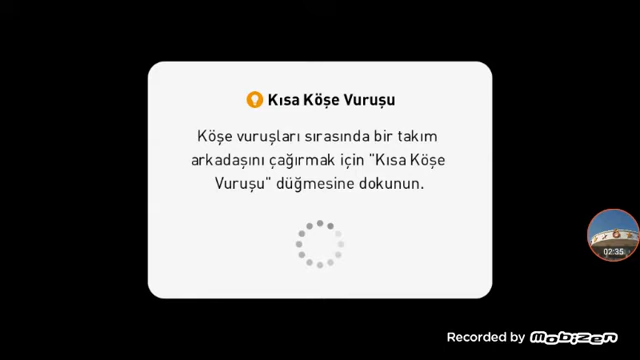 Kısa Köşe Vuruşu
Köşe vuruşları sırasında bir takım
arkadaşını çağırmak için "Kısa Köşe
Vuruşu" düğmesine dokunun.
02:35
Recorded by mobizen